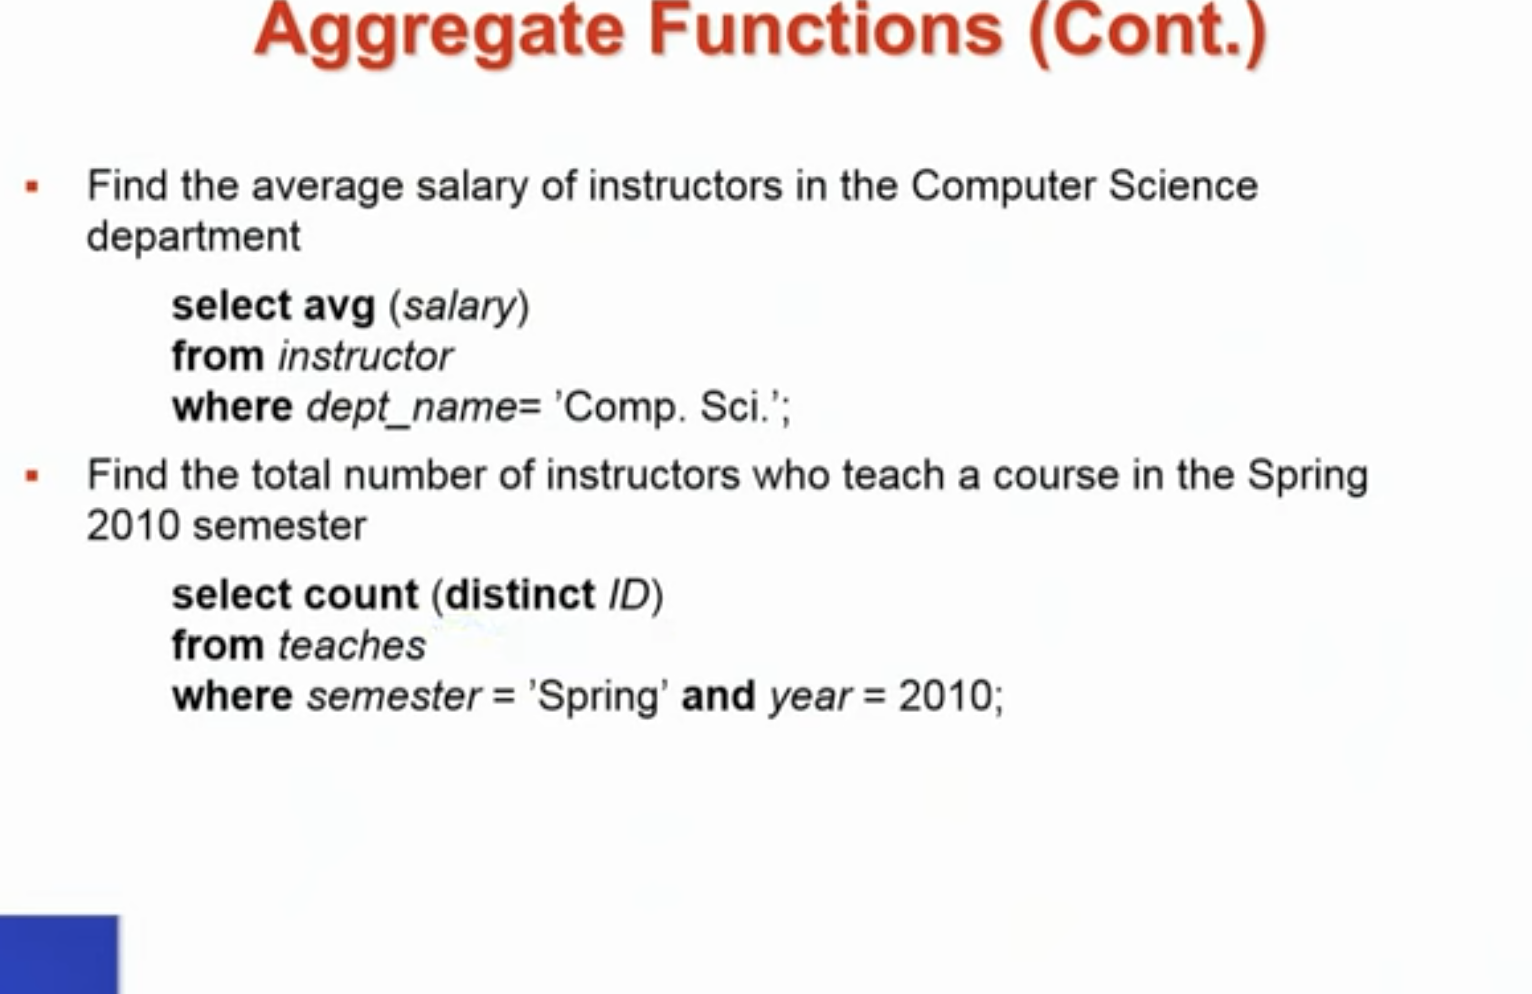 Aggregate Functions (Cont.)
▪ Find the average salary of instructors in the Computer Science
department
select avg (salary)
from instructor
where dept_name= ’Comp. Sci.’;
▪ Find the total number of instructors who teach a course in the Spring
2010 semester
select count (distinct ID)
from teaches
where semester = ’Spring’ and year = 2010;